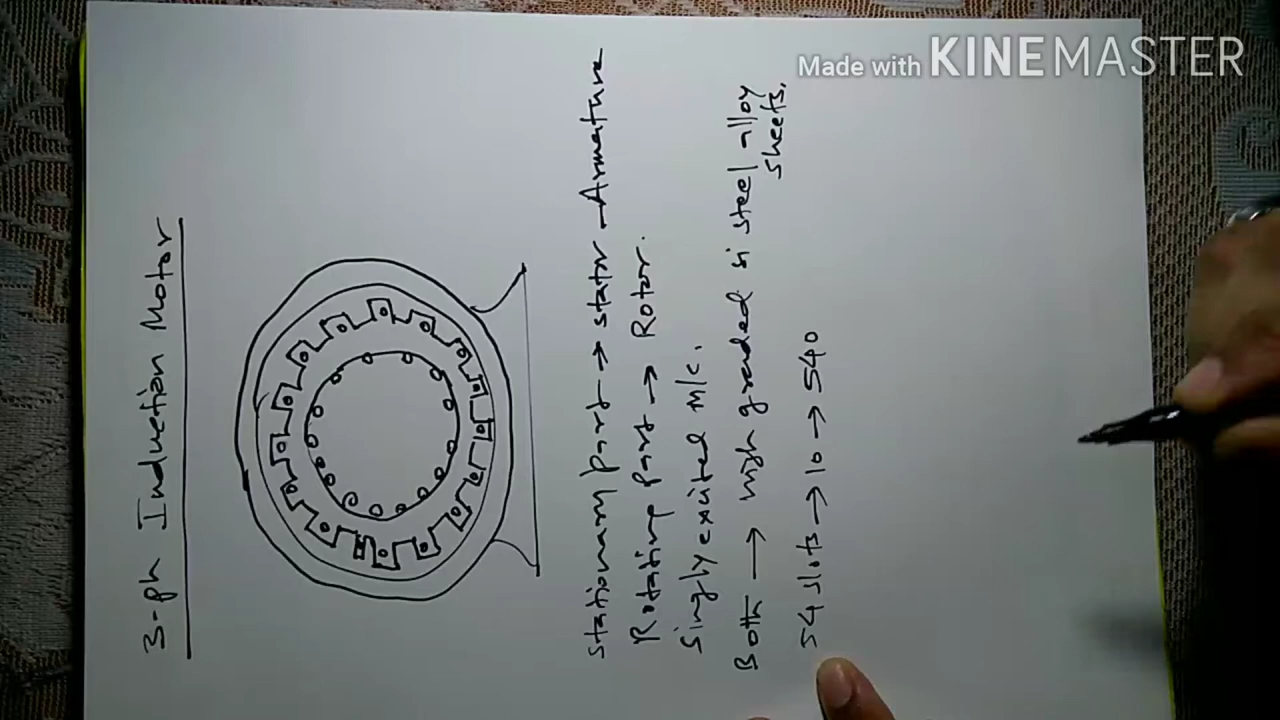 Made with KINEMASTER
3-ph Induction Motor
Stationary part → stator - Armature
Rotating Part → Rotor.
Singly excited M/c.
Both → high graded si steel alloy
sheets.
54 slots → 10 → 540